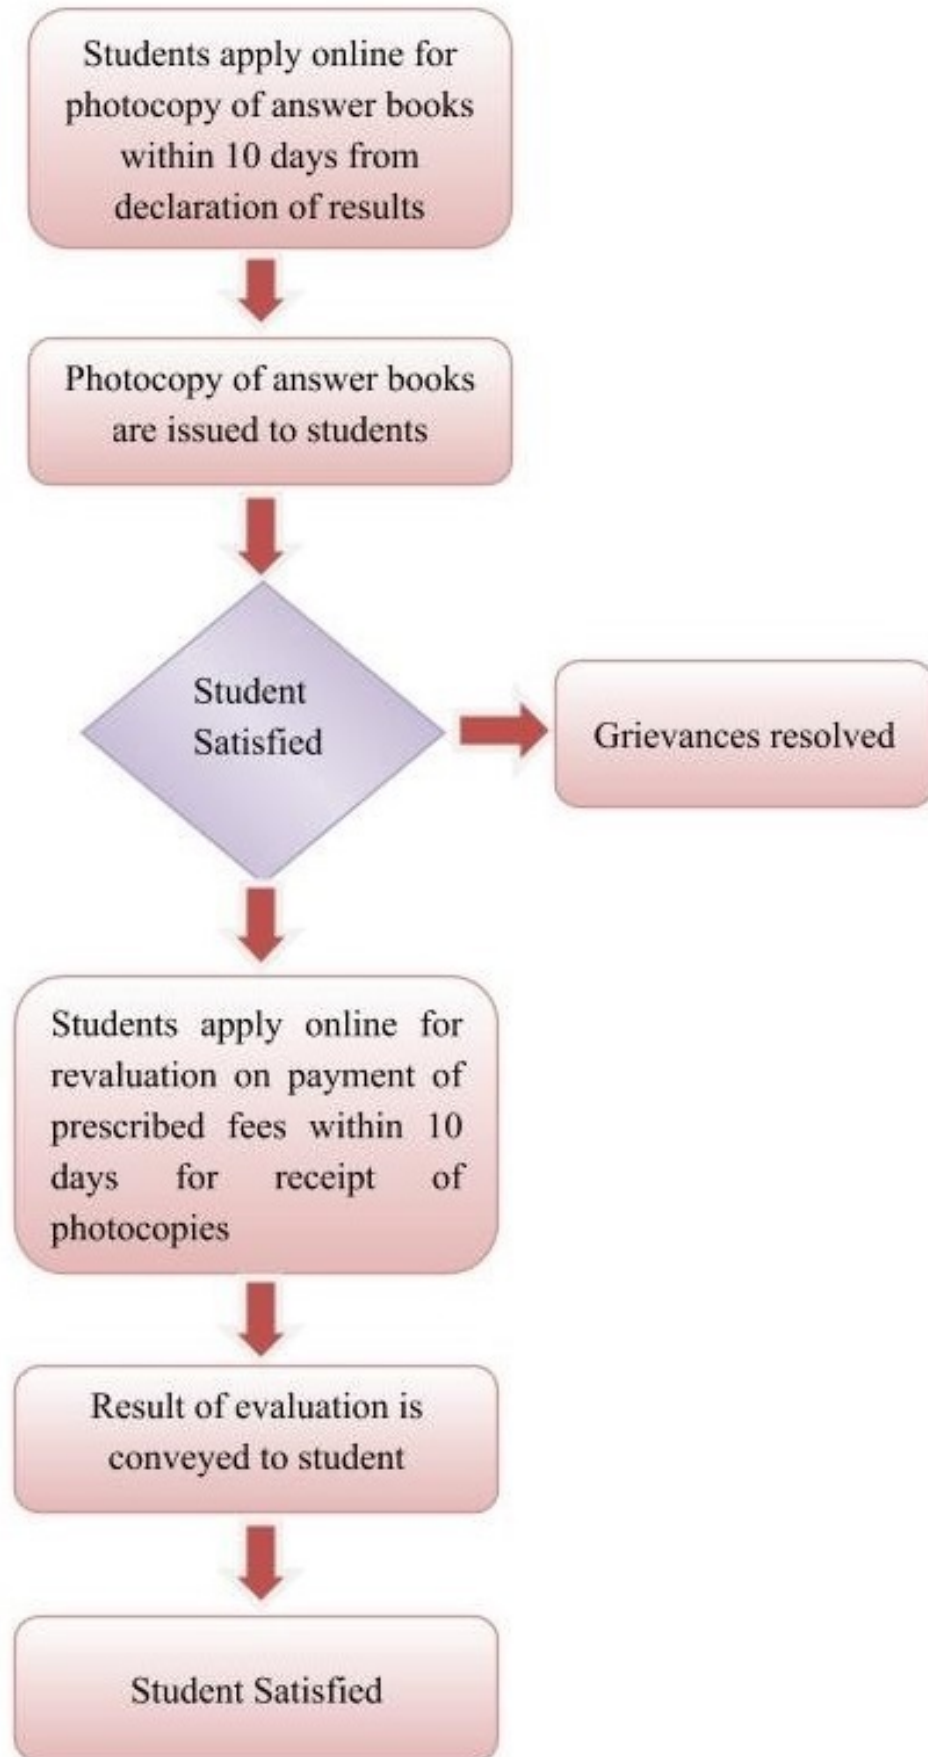 Students apply online for
photocopy of answer books
within 10 days from
declaration of results
Photocopy of answer books
are issued to students
Student
Satisfied
Grievances resolved
Students apply online for
revaluation on payment of
prescribed fees within 10
days for receipt of
photocopies
Result of evaluation is
conveyed to student
Student Satisfied